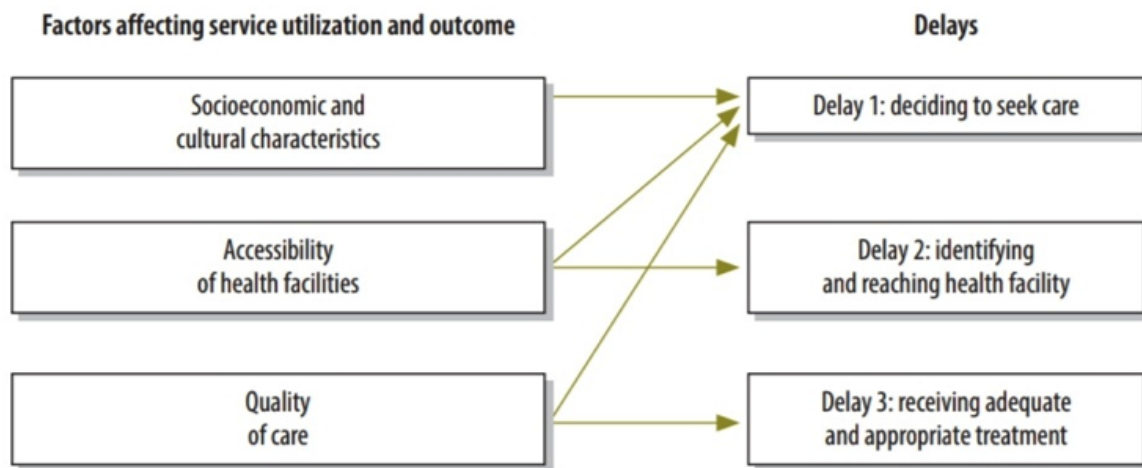 Factors affecting service utilization and outcome
Delays
Socioeconomic and
cultural characteristics
Delay 1: deciding to seek care
Accessibility
of health facilities
Delay 2: identifying
and reaching health facility
Quality
of care
Delay 3: receiving adequate
and appropriate treatment